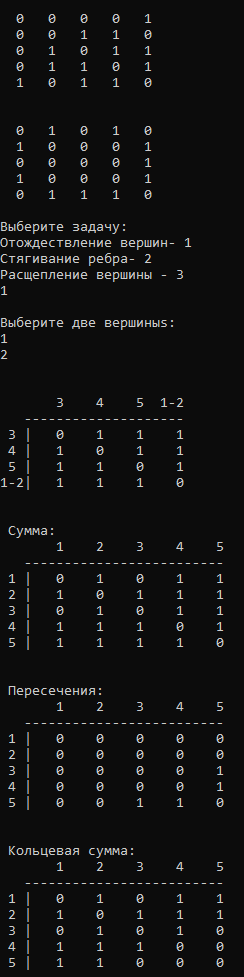 0 0 0 0 1
0 0 1 1 0
0 1 0 1 1
0 1 1 0 1
1 0 1 1 0
0 1 0 1 0
1 0 0 0 1
0 0 0 0 1
1 0 0 0 1
0 1 1 1 0
Выберите задачу:
Отождествление вершин- 1
Стягивание ребра- 2
Расщепление вершины - 3
1
Выберите две вершиныs:
1
2
3 4 5 1-2
-------------------
3 | 0 1 1 1
4 | 1 0 1 1
5 | 1 1 0 1
1-2| 1 1 1 0
Сумма:
1 2 3 4 5
------------------------
1 | 0 1 0 1 1
2 | 1 0 1 1 1
3 | 0 1 0 1 1
4 | 1 1 1 0 1
5 | 1 1 1 1 0
Пересечения:
1 2 3 4 5
------------------------
1 | 0 0 0 0 0
2 | 0 0 0 0 0
3 | 0 0 0 0 1
4 | 0 0 0 0 1
5 | 0 0 1 1 0
Кольцевая сумма:
1 2 3 4 5
------------------------
1 | 0 1 0 1 1
2 | 1 0 1 1 1
3 | 0 1 0 1 0
4 | 1 1 1 0 0
5 | 1 1 0 0 0